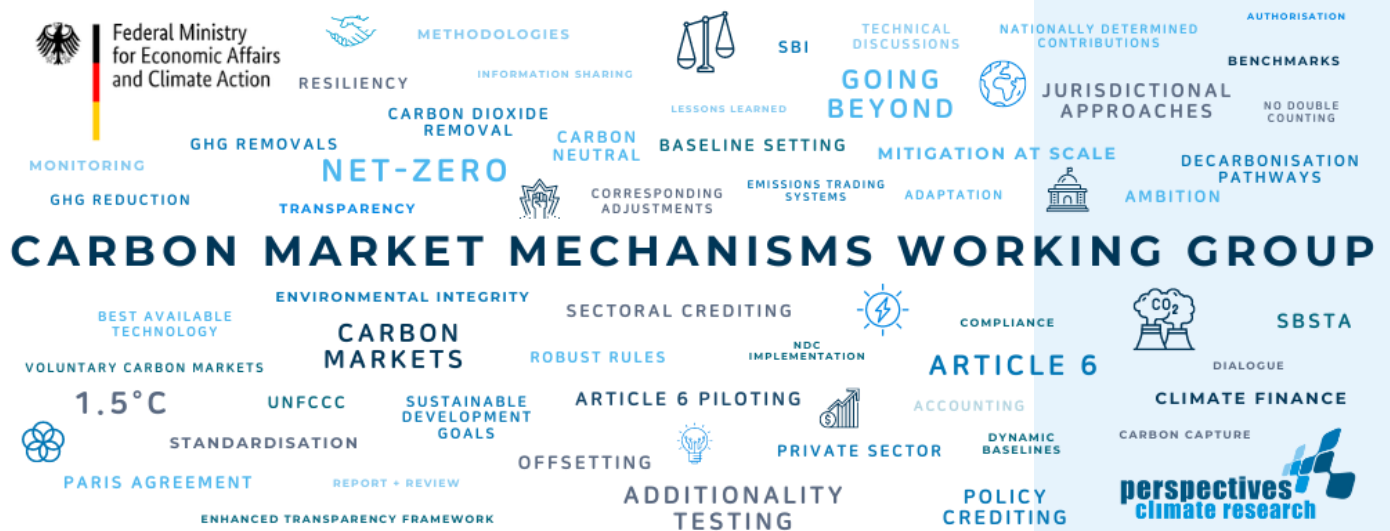 Federal Ministry
for Economic Affairs
and Climate Action
METHODOLOGIES
SBI
TECHNICAL
DISCUSSIONS
NATIONALLY DETERMINED
CONTRIBUTIONS
AUTHORISATION
BENCHMARKS
RESILIENCY
INFORMATION SHARING
GOING
BEYOND
JURISDICTIONAL
APPROACHES
NO DOUBLE
COUNTING
CARBON DIOXIDE
REMOVAL
LESSONS LEARNED
GHG REMOVALS
CARBON
NEUTRAL
BASELINE SETTING
MITIGATION AT SCALE
DECARBONISATION
PATHWAYS
MONITORING
NET-ZERO
GHG REDUCTION
TRANSPARENCY
CORRESPONDING
ADJUSTMENTS
EMISSIONS TRADING
SYSTEMS
ADAPTATION
AMBITION
CARBON MARKET MECHANISMS WORKING GROUP
ENVIRONMENTAL INTEGRITY
SECTORAL CREDITING
CO2
BEST AVAILABLE
TECHNOLOGY
CARBON
MARKETS
COMPLIANCE
SBSTA
VOLUNTARY CARBON MARKETS
ROBUST RULES
NDC
IMPLEMENTATION
ARTICLE 6
DIALOGUE
1.5°C
UNFCCC
SUSTAINABLE
DEVELOPMENT
GOALS
ARTICLE 6 PILOTING
$
ACCOUNTING
CLIMATE FINANCE
STANDARDISATION
OFFSETTING
PRIVATE SECTOR
DYNAMIC
BASELINES
CARBON CAPTURE
PARIS AGREEMENT
REPORT + REVIEW
ADDITIONALITY
TESTING
POLICY
CREDITING
perspectives
climate research
ENHANCED TRANSPARENCY FRAMEWORK